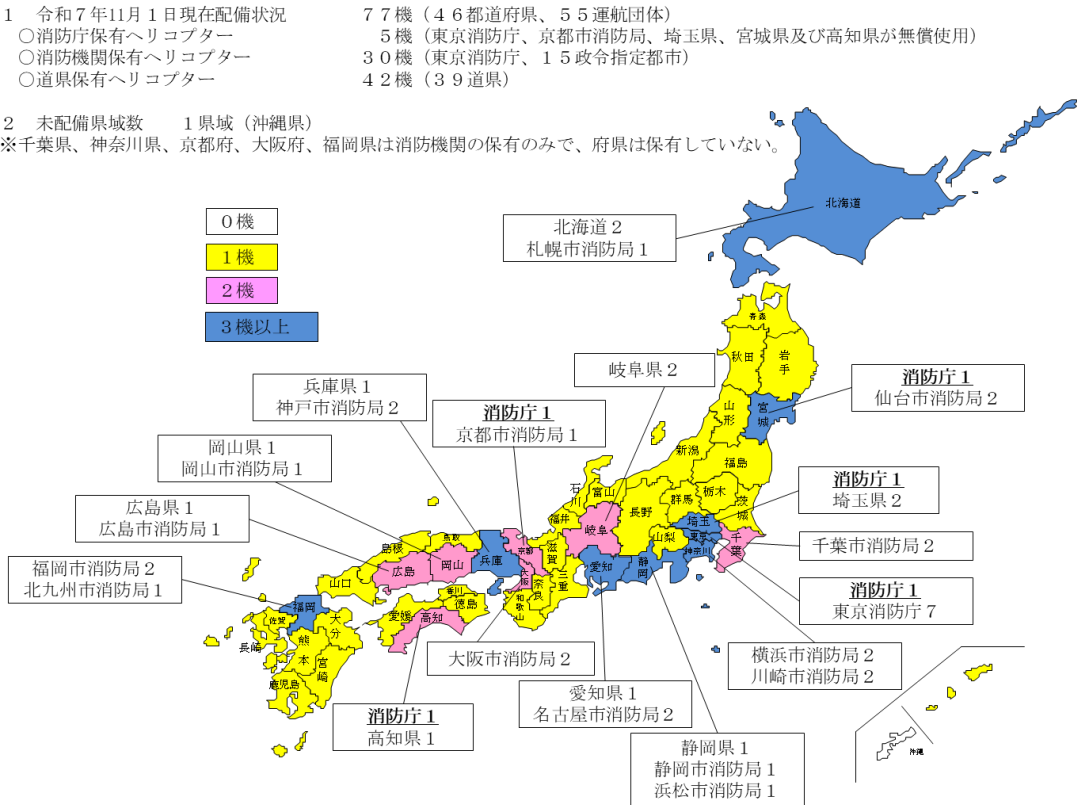 １　令和７年11月１日現在配備状況　　　　７７機（４６都道府県、５５運航団体）
○消防庁保有ヘリコプター　　　　５機（東京消防庁、京都市消防局、埼玉県、宮城県及び高知県が無償使用）
○消防機関保有ヘリコプター　　　　３０機（東京消防庁、１５政令指定都市）
○道県保有ヘリコプター　　　　４２機（３９道県）
２　未配備県域数　　１県域（沖縄県）
※千葉県、神奈川県、京都府、大阪府、福岡県は消防機関の保有のみで、府県は保有していない。
０機
１機
２機
３機以上
北海道２
札幌市消防局１
北海道
青森
秋田
岩手
岐阜県２
消防庁１
仙台市消防局２
兵庫県１
神戸市消防局２
消防庁１
京都市消防局１
山形
宮城
岡山県１
岡山市消防局１
新潟
福島
消防庁１
埼玉県２
広島県１
広島市消防局１
石川
富山
長野
群馬
栃木
茨城
福井
岐阜
山梨
埼玉
東京
千葉
神奈川
千葉市消防局２
鳥取
島根
兵庫
京都
滋賀
愛知
静岡
福岡市消防局２
北九州市消防局１
広島
岡山
大阪
奈良
三重
和歌山
山口
消防庁１
東京消防庁７
福岡
佐賀
大分
愛媛
香川
徳島
高知
長崎
熊本
宮崎
鹿児島
大阪市消防局２
横浜市消防局２
川崎市消防局２
愛知県１
名古屋市消防局２
消防庁１
高知県１
静岡県１
静岡市消防局１
浜松市消防局１
沖縄